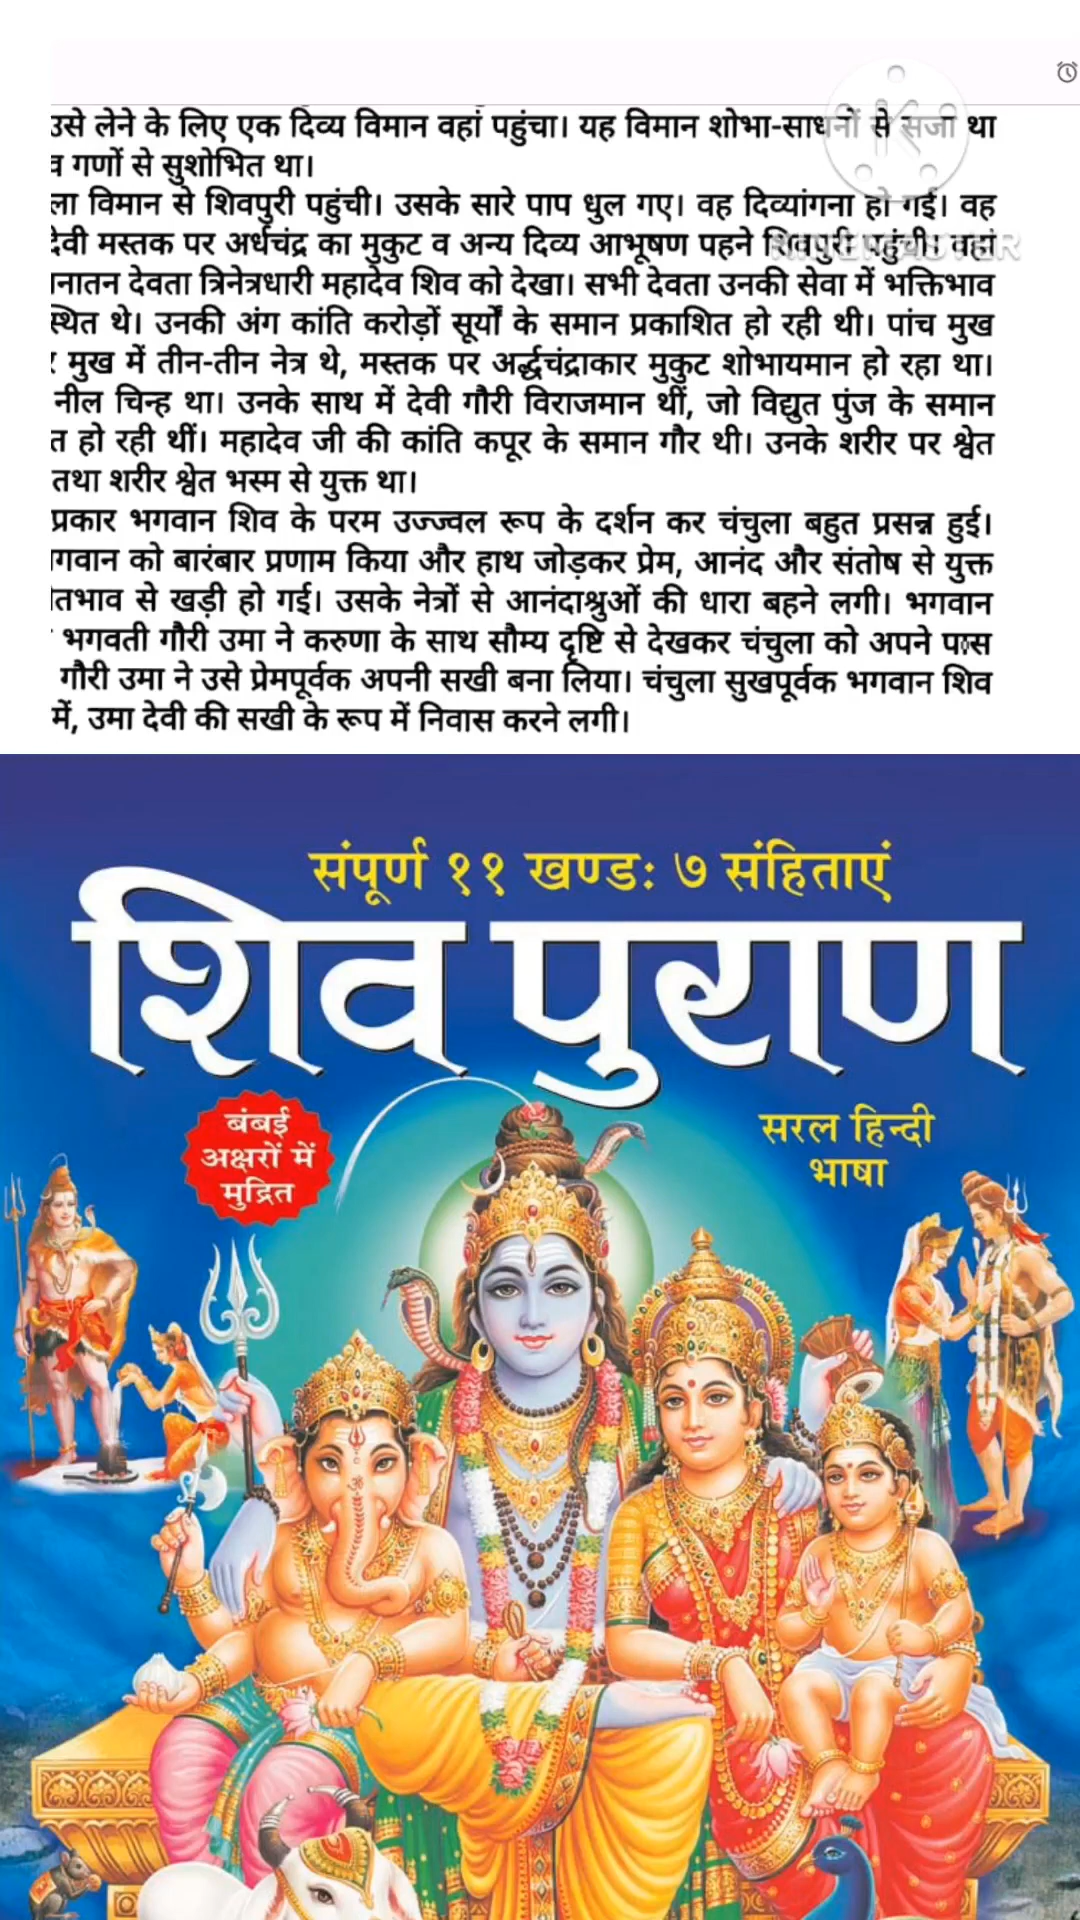 उसे लेने के लिए एक दिव्य विमान वहां पहुंचा। यह विमान शोभा-साधनों से सजा था
व गणों से सुशोभित था।
ला विमान से शिवपुरी पहुंची। उसके सारे पाप धुल गए। वह दिव्यांगना हो गई। वह
देवी मस्तक पर अर्धचंद्र का मुकुट व अन्य दिव्य आभूषण पहने शिवपुरी पहुंची। वहां
नातन देवता त्रिनेत्रधारी महादेव शिव को देखा। सभी देवता उनकी सेवा में भक्तिभाव
स्थित थे। उनकी अंग कांति करोड़ों सूर्यों के समान प्रकाशित हो रही थी। पांच मुख
मुख में तीन-तीन नेत्र थे, मस्तक पर अर्द्धचंद्राकार मुकुट शोभायमान हो रहा था।
नील चिन्ह था। उनके साथ में देवी गौरी विराजमान थीं, जो विद्युत पुंज के समान
त हो रही थीं। महादेव जी की कांति कपूर के समान गौर थी। उनके शरीर पर श्वेत
तथा शरीर श्वेत भस्म से युक्त था।
प्रकार भगवान शिव के परम उज्ज्वल रूप के दर्शन कर चंचुला बहुत प्रसन्न हुई।
गवान को बारंबार प्रणाम किया और हाथ जोड़कर प्रेम, आनंद और संतोष से युक्त
तभाव से खड़ी हो गई। उसके नेत्रों से आनंदाश्रुओं की धारा बहने लगी। भगवान
भगवती गौरी उमा ने करुणा के साथ सौम्य दृष्टि से देखकर चंचुला को अपने पास
गौरी उमा ने उसे प्रेमपूर्वक अपनी सखी बना लिया। चंचुला सुखपूर्वक भगवान शिव
में, उमा देवी की सखी के रूप में निवास करने लगी।
KINEMASTER
संपूर्ण ११ खण्ड: ७ संहिताएं
शिव पुराण
बंबई
अक्षरों में
मुद्रित
सरल हिन्दी
भाषा